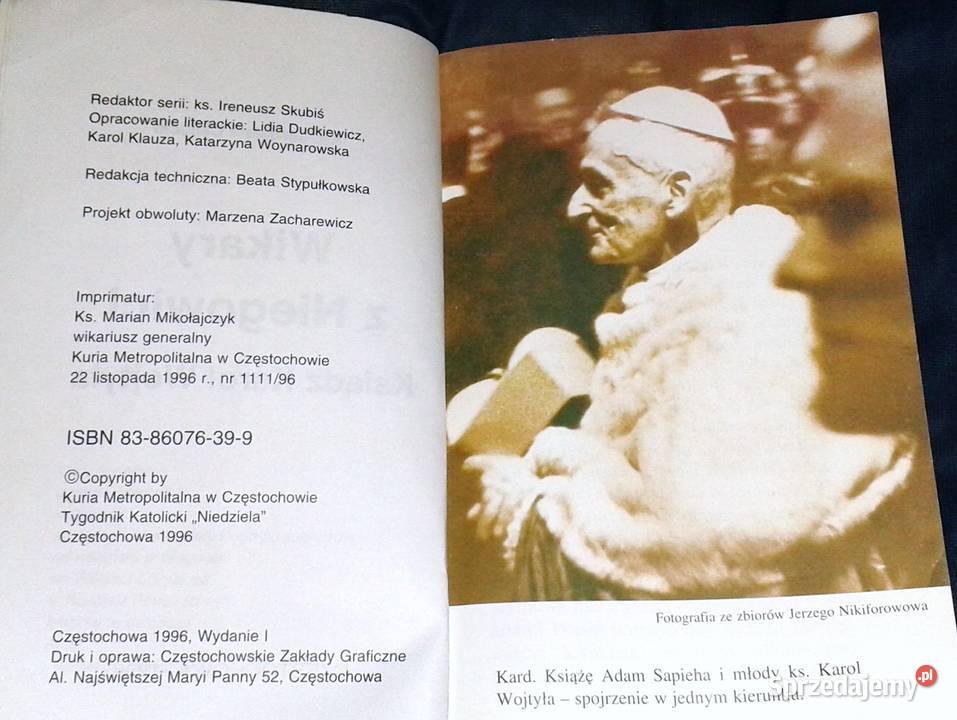 Redaktor serii: ks. Ireneusz Skubiś
Opracowanie literackie: Lidia Dudkiewicz,
Karol Klauza, Katarzyna Woynarowska
Redakcja techniczna: Beata Stypułkowska
Projekt obwoluty: Marzena Zacharewicz
Imprimatur:
Ks. Marian Mikołajczyk
wikariusz generalny
Kuria Metropolitalna w Częstochowie
22 listopada 1996 r., nr 1111/96
ISBN 83-86076-39-9
©Copyright by
Kuria Metropolitalna w Częstochowie
Tygodnik Katolicki „Niedziela”
Częstochowa 1996
Częstochowa 1996, Wydanie I
Druk i oprawa: Częstochowskie Zakłady Graficzne
Al. Najświętszej Maryi Panny 52, Częstochowa
Fotografia ze zbiorów Jerzego Nikiforowowa
Kard. Książę Adam Sapieha i młody ks. Karol
Wojtyła – spojrzenie w jednym kierunku.
Sprzedajemy.pl